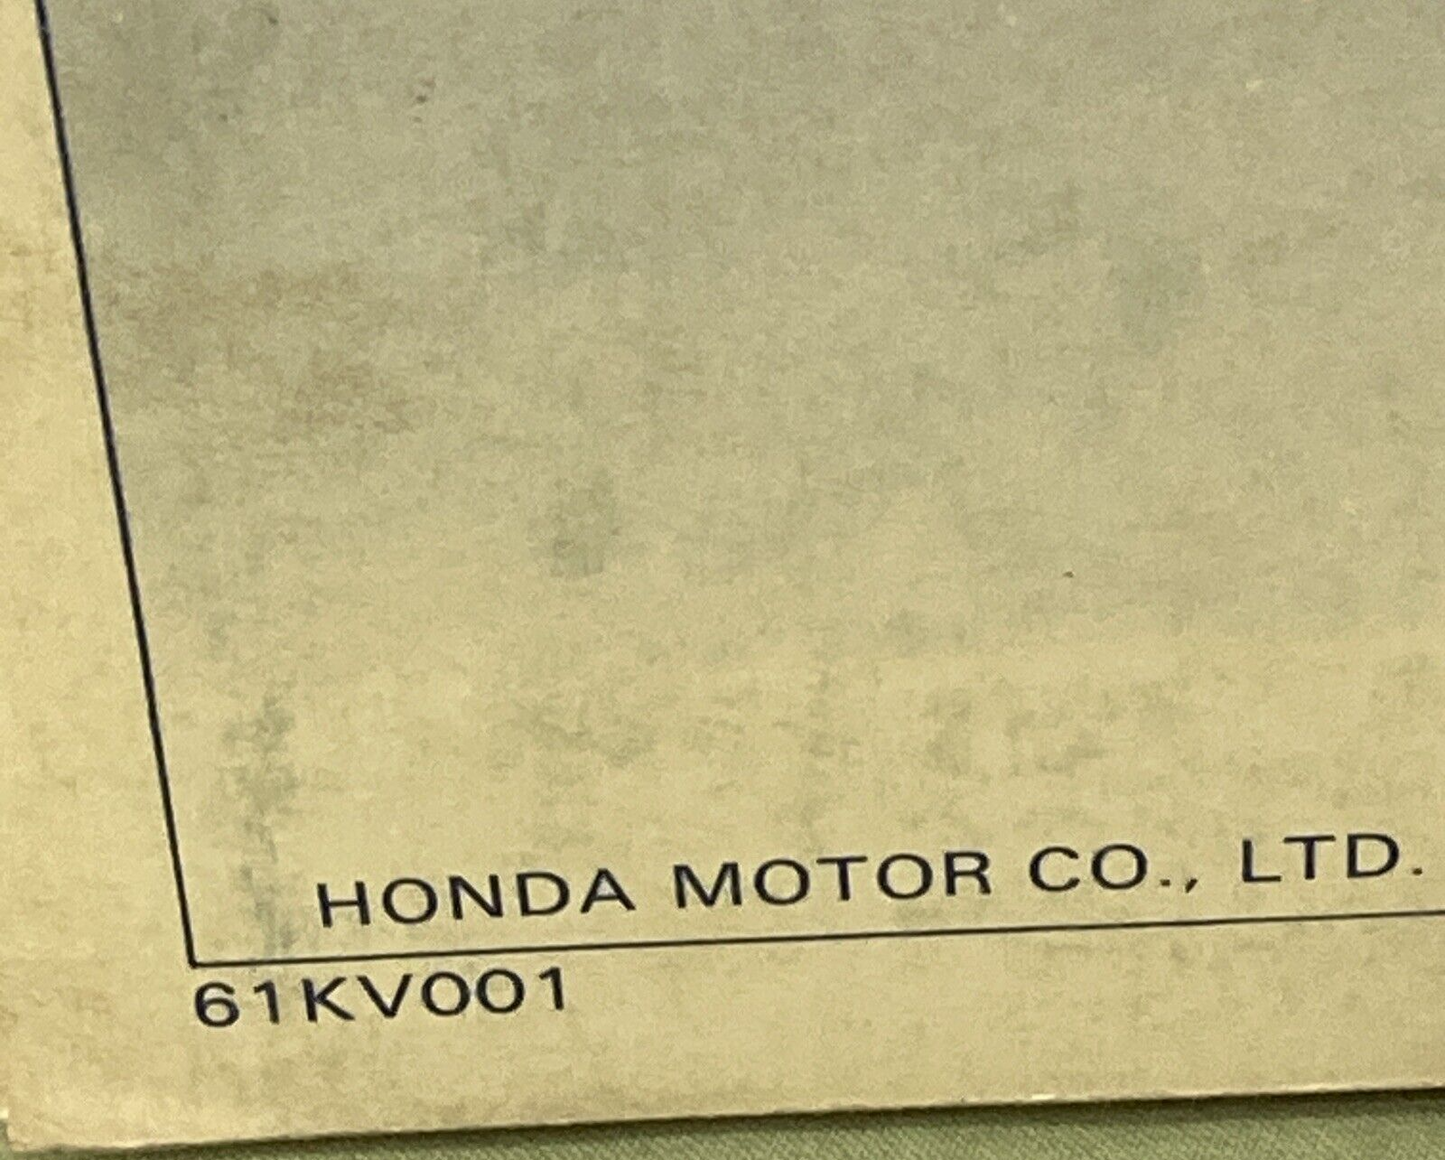 HONDA MOTOR CO., LTD.
61KV001